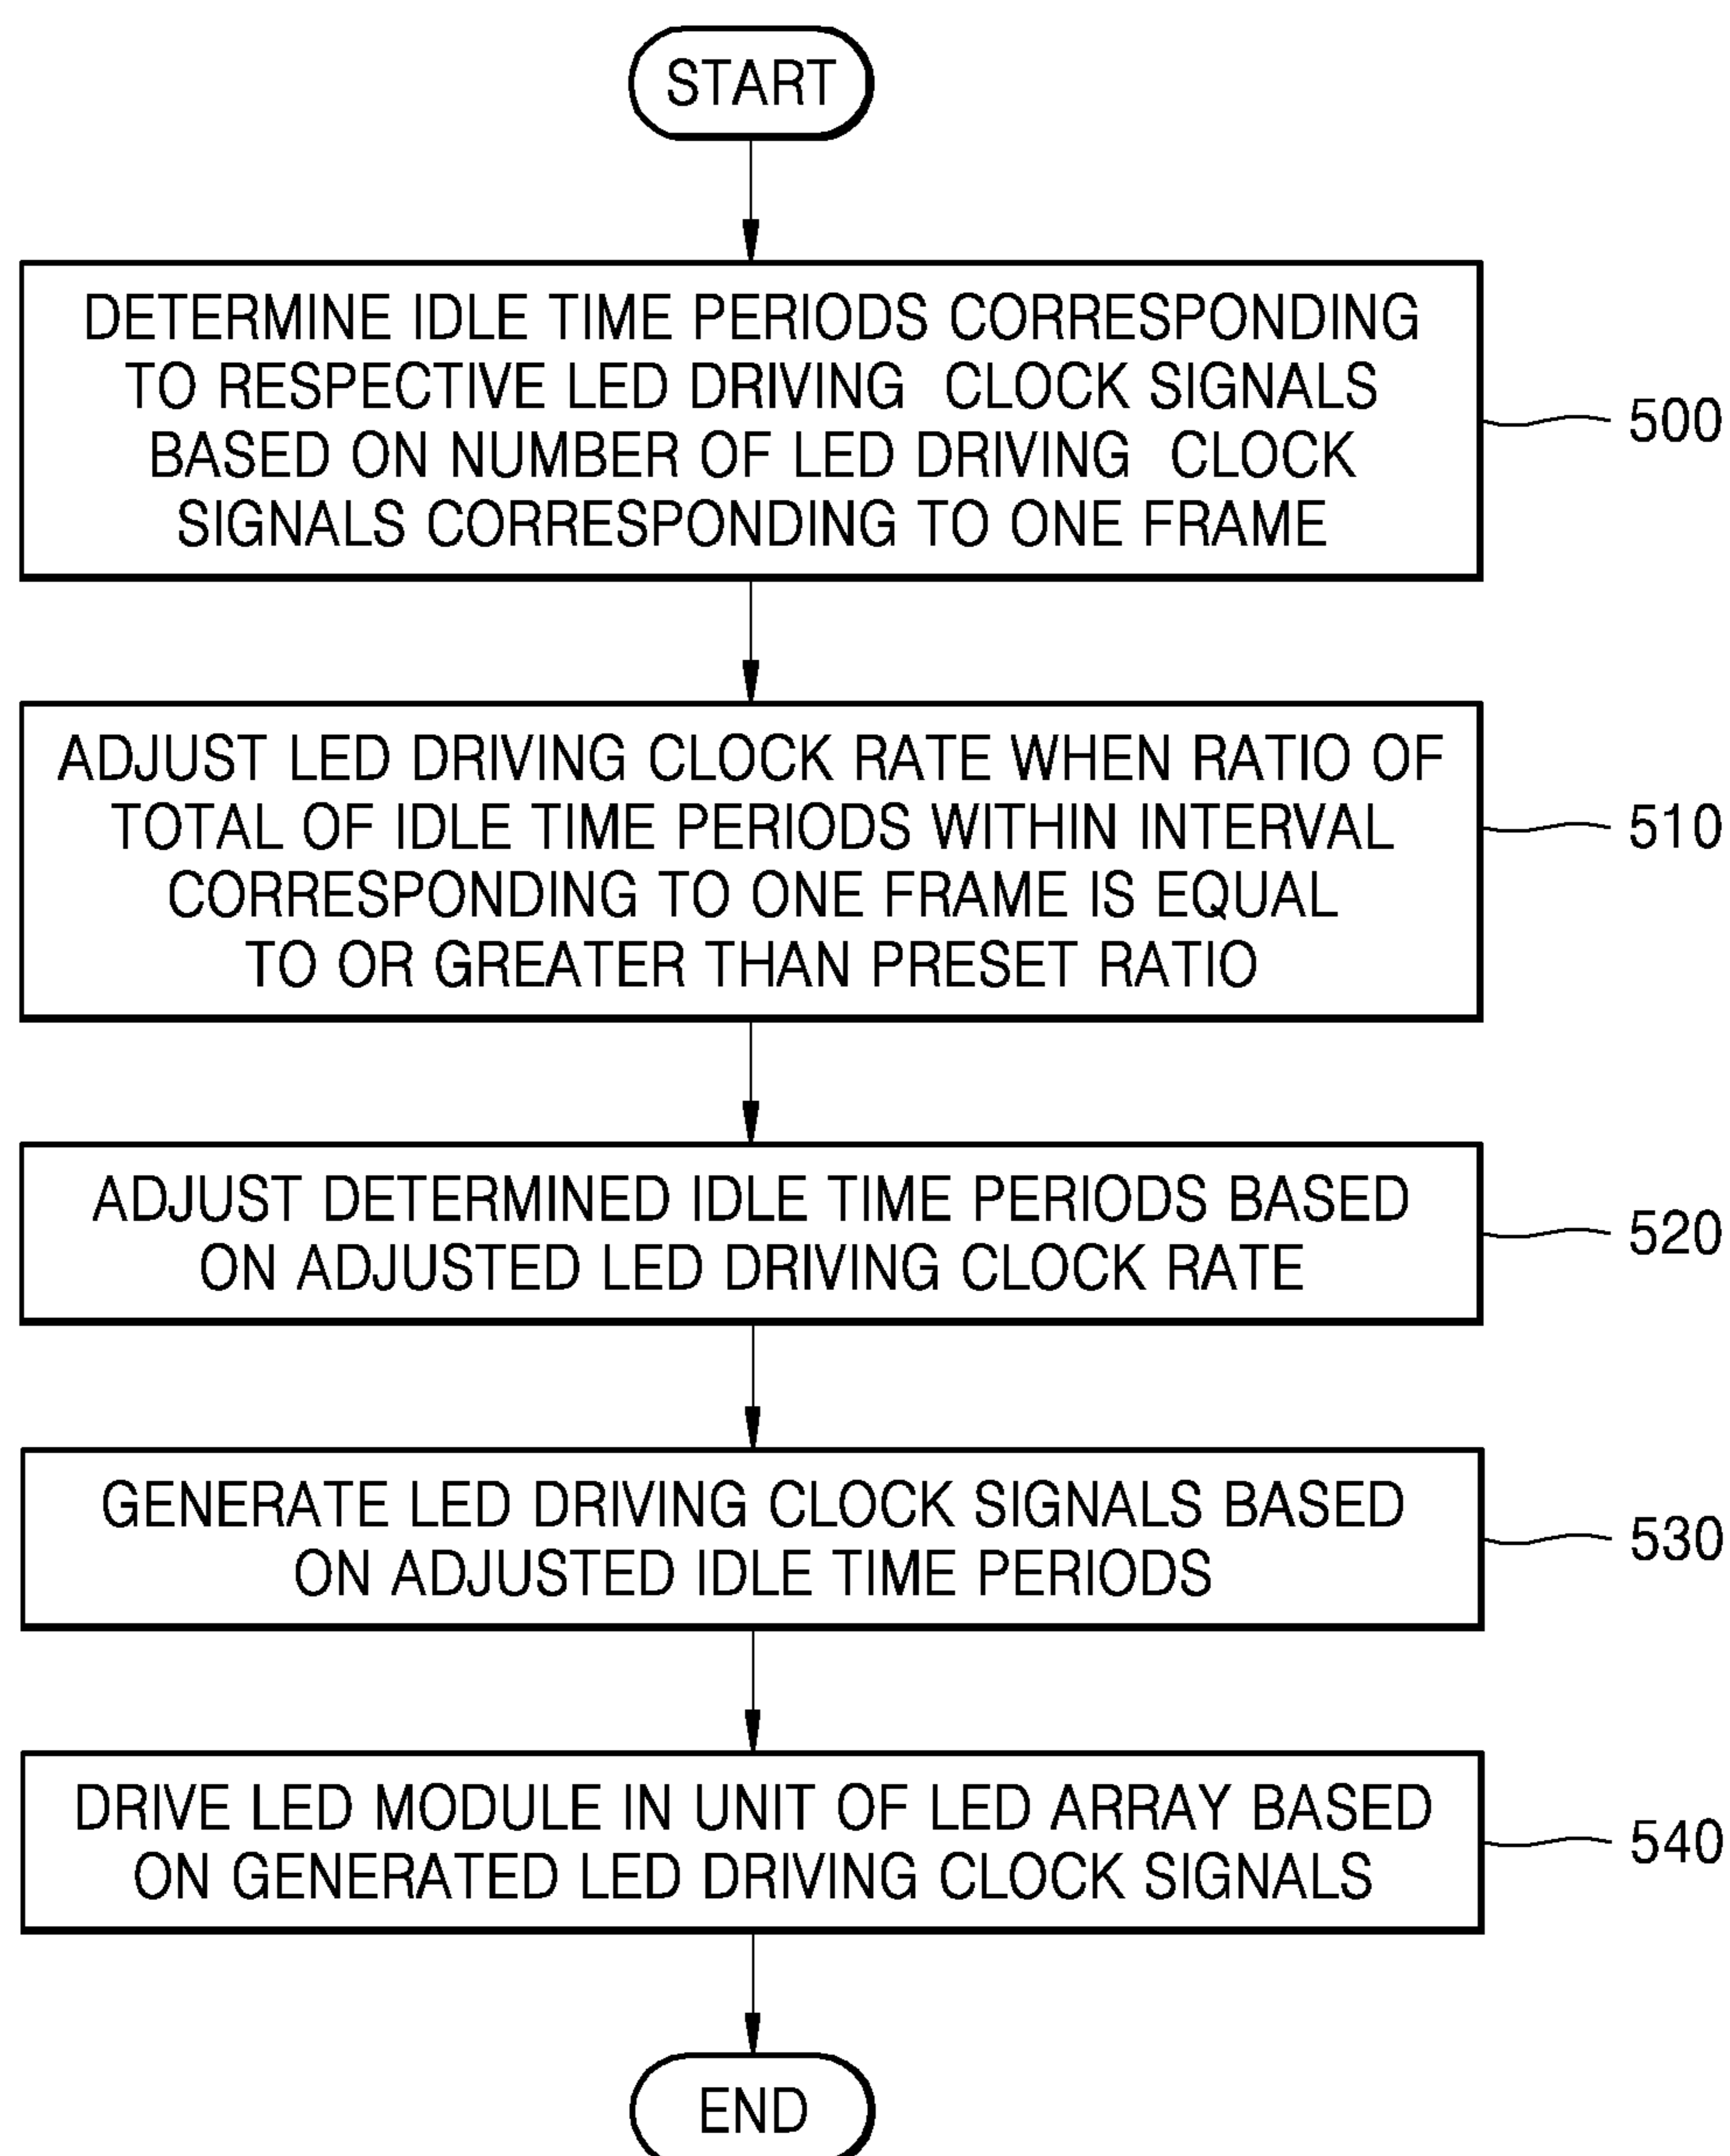 START
DETERMINE IDLE TIME PERIODS CORRESPONDING
TO RESPECTIVE LED DRIVING CLOCK SIGNALS
BASED ON NUMBER OF LED DRIVING CLOCK
SIGNALS CORRESPONDING TO ONE FRAME
500
ADJUST LED DRIVING CLOCK RATE WHEN RATIO OF
TOTAL OF IDLE TIME PERIODS WITHIN INTERVAL
CORRESPONDING TO ONE FRAME IS EQUAL
TO OR GREATER THAN PRESET RATIO
510
ADJUST DETERMINED IDLE TIME PERIODS BASED
ON ADJUSTED LED DRIVING CLOCK RATE
520
GENERATE LED DRIVING CLOCK SIGNALS BASED
ON ADJUSTED IDLE TIME PERIODS
530
DRIVE LED MODULE IN UNIT OF LED ARRAY BASED
ON GENERATED LED DRIVING CLOCK SIGNALS
540
END